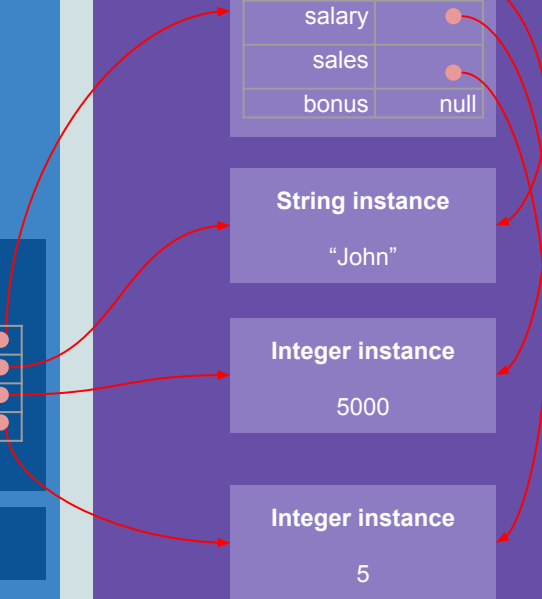 salary
sales
bonus null
String instance
“John”
Integer instance
5000
Integer instance
5